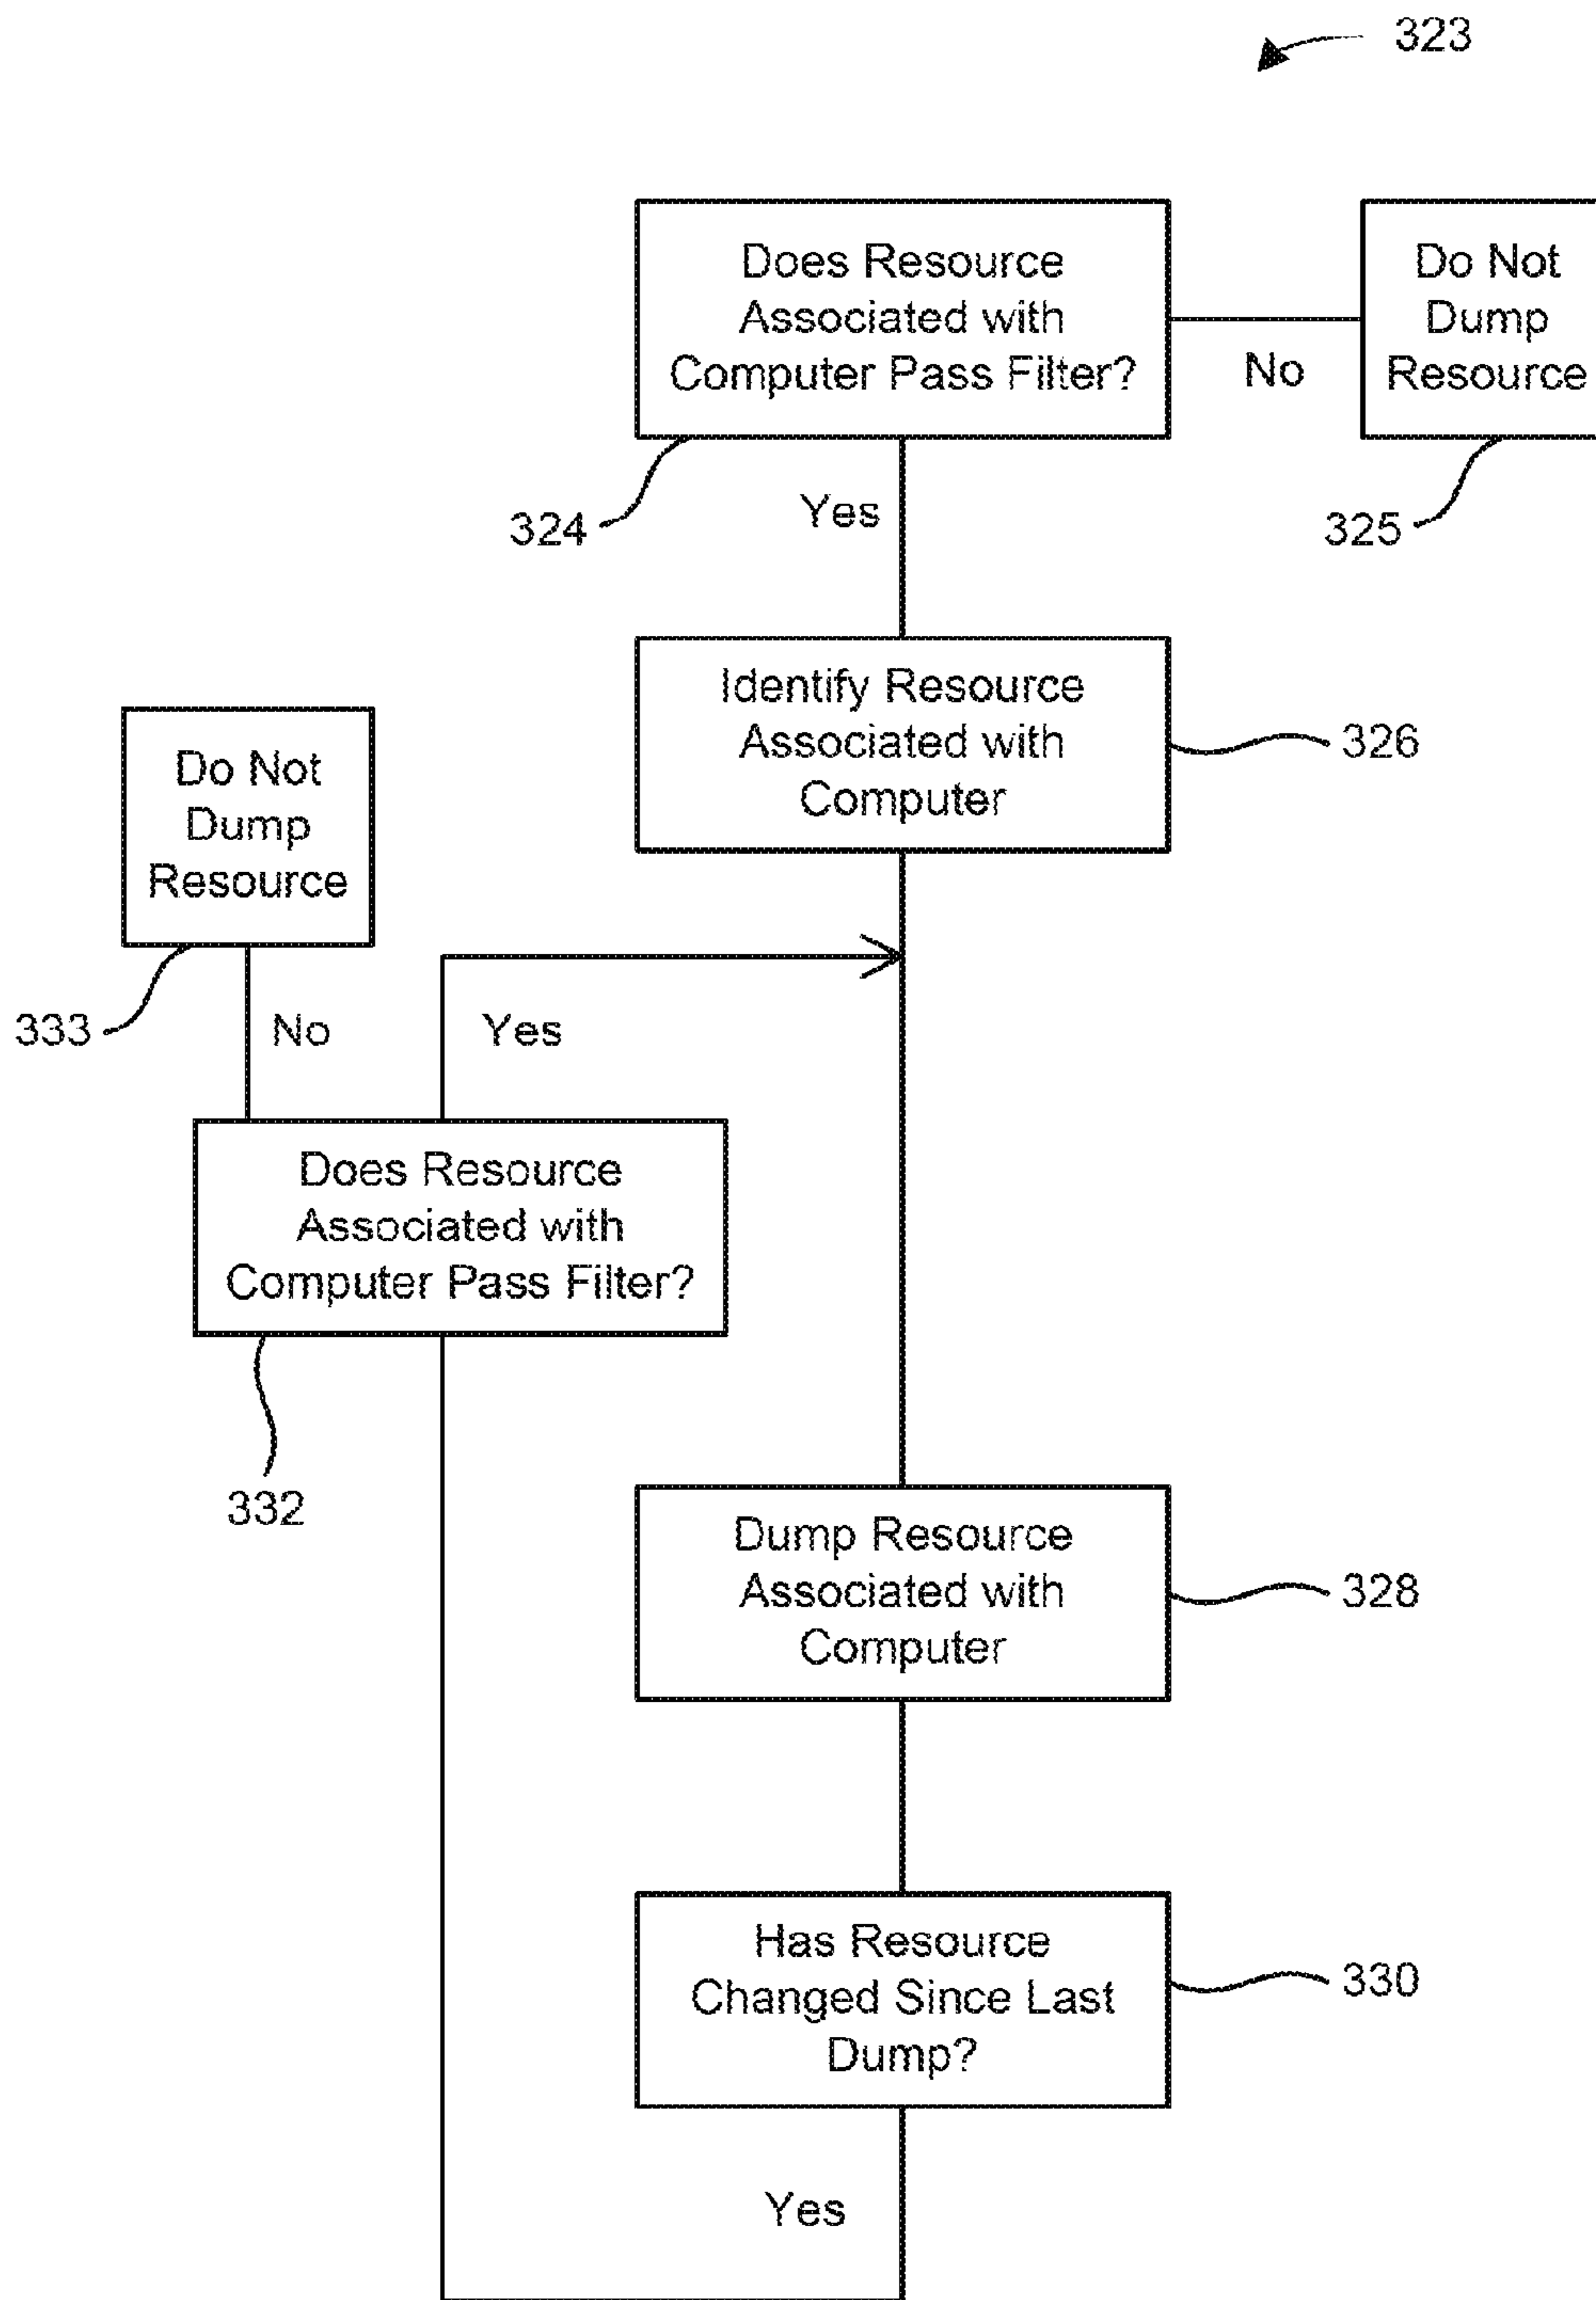 323
Does Resource
Associated with
Computer Pass Filter?
No
Do Not
Dump
Resource
324
Yes
325
Identify Resource
Associated with
Computer
326
Do Not
Dump
Resource
333
No
Yes
Does Resource
Associated with
Computer Pass Filter?
332
Dump Resource
Associated with
Computer
328
Has Resource
Changed Since Last
Dump?
330
Yes